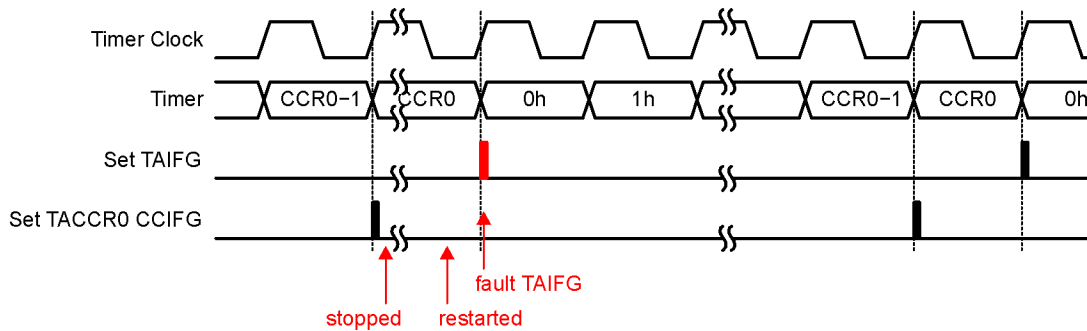 Timer Clock
Timer CCR0−1 CCR0 0h 1h CCR0−1 CCR0 0h
Set TAIFG
Set TACCR0 CCIFG
fault TAIFG
stopped restarted